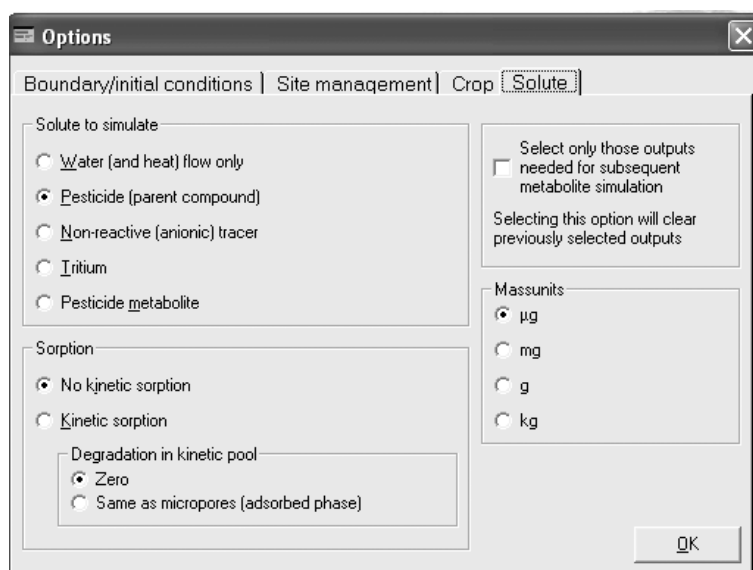 Options
Boundary/initial conditions
Site management
Crop
Solute
Solute to simulate
Water (and heat) flow only
Pesticide (parent compound)
Non-reactive (anionic) tracer
Tritium
Pesticide metabolite
Sorption
No kinetic sorption
Kinetic sorption
Degradation in kinetic pool
Zero
Same as micropores (adsorbed phase)
Select only those outputs
needed for subsequent
metabolite simulation
Selecting this option will clear
previously selected outputs
Massunits
µg
mg
g
kg
OK